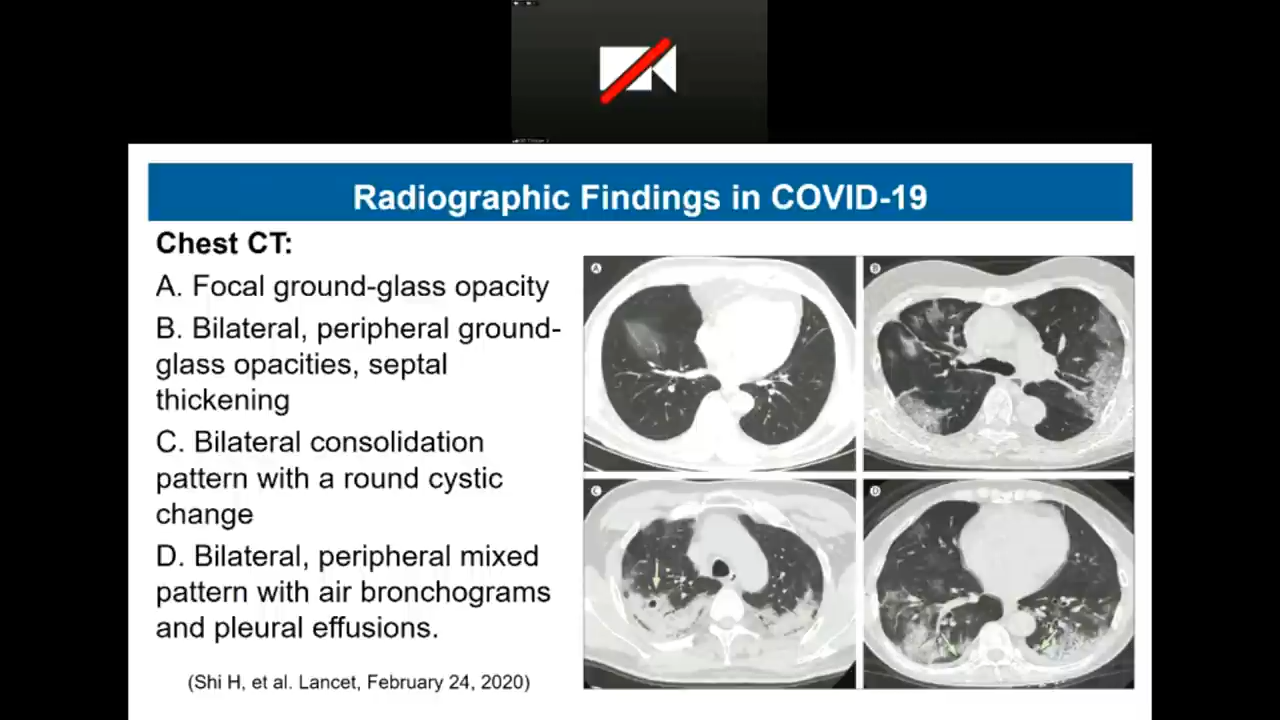 Radiographic Findings in COVID-19
Chest CT:
A. Focal ground-glass opacity
B. Bilateral, peripheral ground-
glass opacities, septal
thickening
C. Bilateral consolidation
pattern with a round cystic
change
D. Bilateral, peripheral mixed
pattern with air bronchograms
and pleural effusions.
(Shi H, et al. Lancet, February 24, 2020)
A
B
C
D